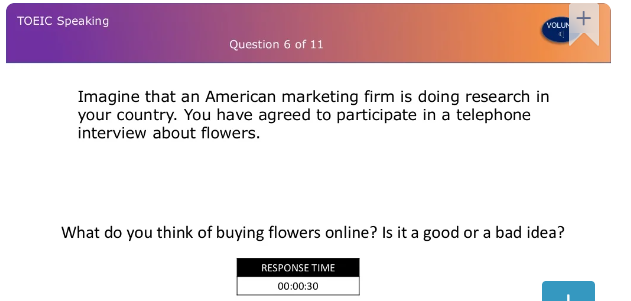 TOEIC Speaking
Question 6 of 11
Imagine that an American marketing firm is doing research in
your country. You have agreed to participate in a telephone
interview about flowers.
What do you think of buying flowers online? Is it a good or a bad idea?
RESPONSE TIME
00:00:30